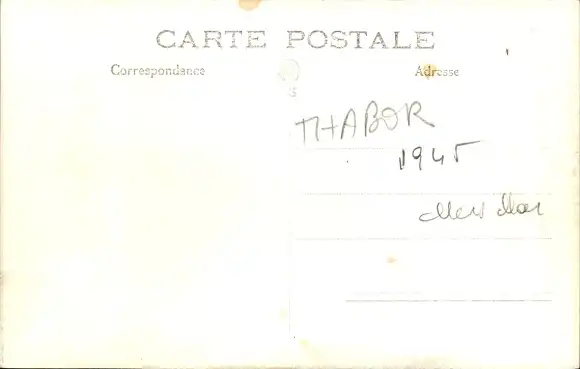 CARTE POSTALE
Correspondance Adresse
THABOR
1945